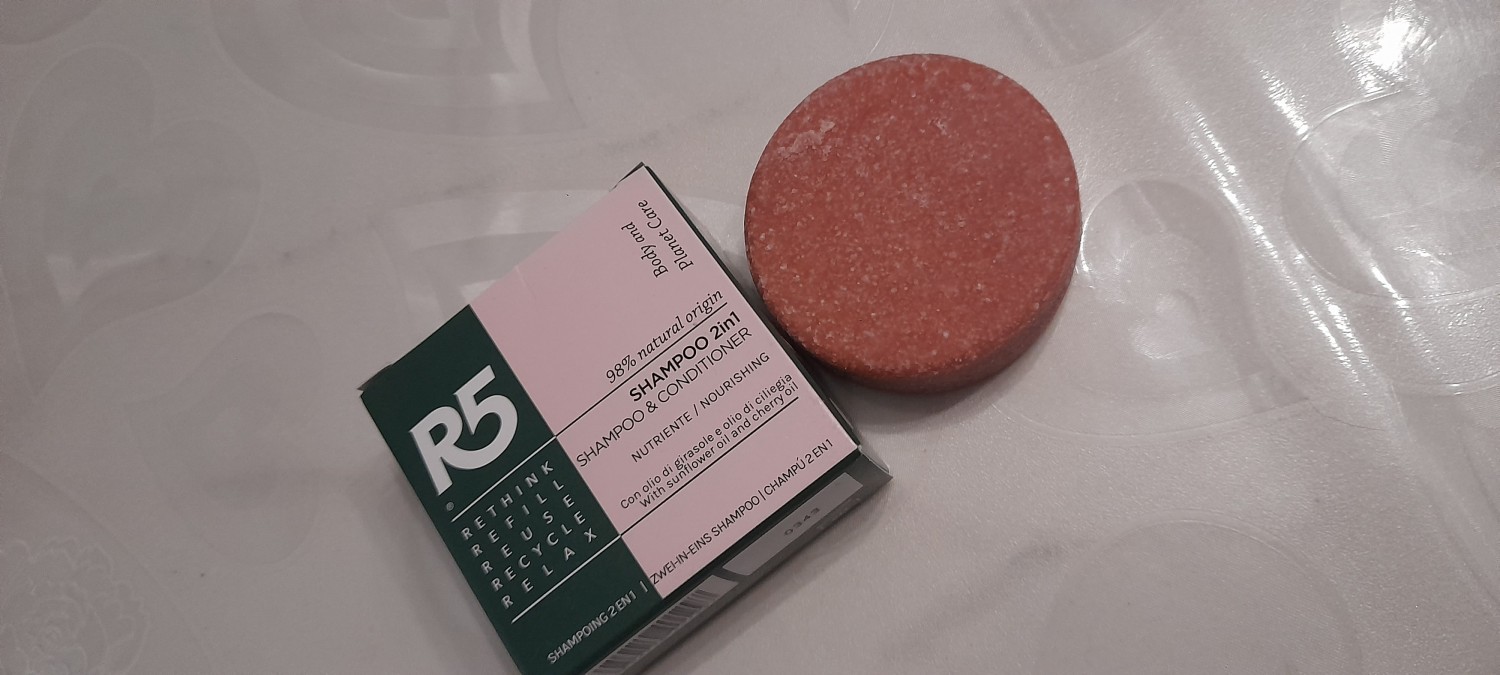 Body and
Planet Care
98% natural origin
SHAMPOO 2in1
SHAMPOO & CONDITIONER
NUTRIENTE / NOURISHING
Con olio di girasole e olio di ciliegia
With sunflower oil and cherry oil
R5
®
RETHINK
REFILL
REUSE
RECYCLE
RELAX
SHAMPOING 2 EN 1 | ZWEI-IN-EINS SHAMPOO | CHAMPÚ 2 EN 1
0343